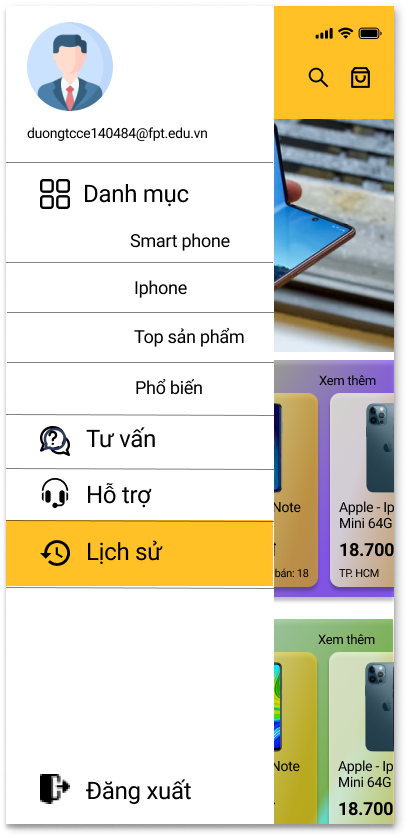 duongtcce140484@fpt.edu.vn
Danh mục
Smart phone
Iphone
Top sản phẩm
Phổ biến
Tư vấn
Hỗ trợ
Lịch sử
Đăng xuất
Xem thêm
Note
bán: 18
Apple - Ip
Mini 64G
18.700
TP. HCM
Xem thêm
Note
Apple - Ip
Mini 64G
18.700